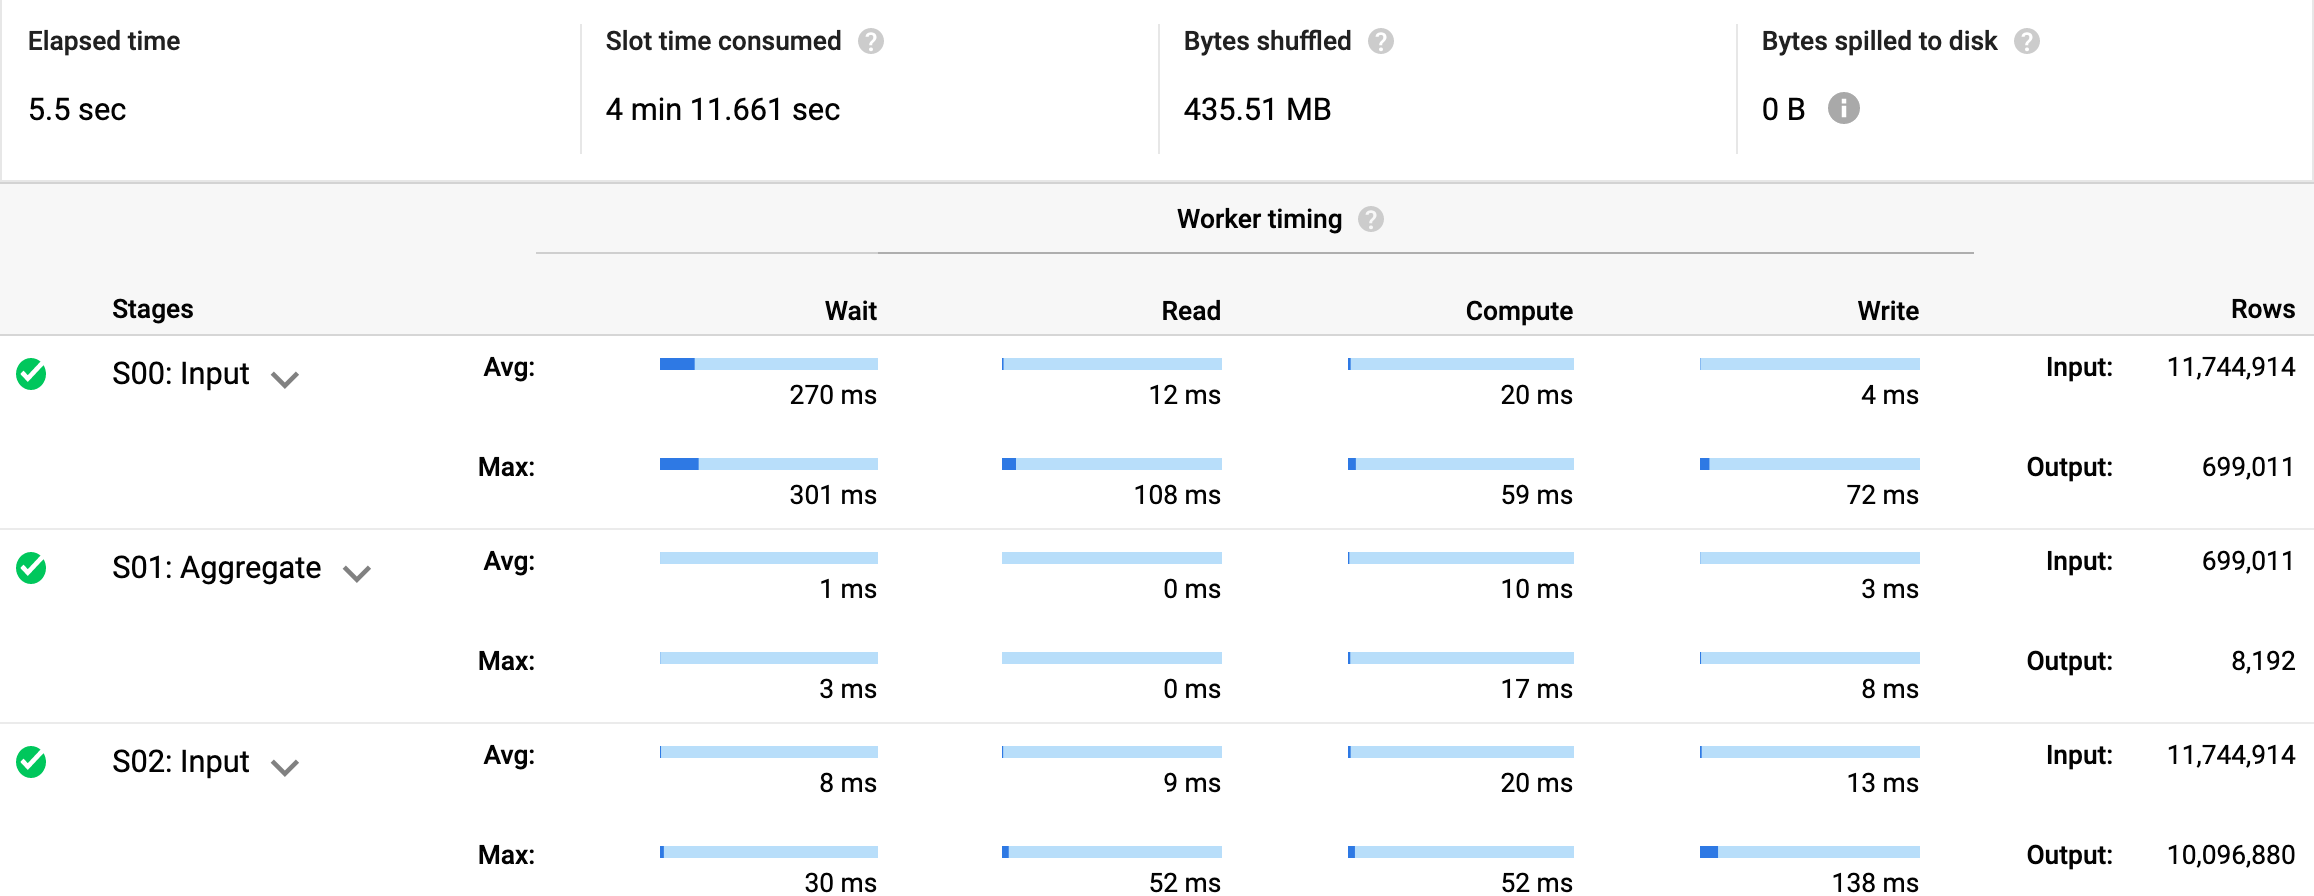 Elapsed time
5.5 sec
Slot time consumed
4 min 11.661 sec
Bytes shuffled
435.51 MB
Bytes spilled to disk
0 B
Worker timing
Stages Wait Read Compute Write Rows
S00: Input Avg: 270 ms 12 ms 20 ms 4 ms Input: 11,744,914
Max: 301 ms 108 ms 59 ms 72 ms Output: 699,011
S01: Aggregate Avg: 1 ms 0 ms 10 ms 3 ms Input: 699,011
Max: 3 ms 0 ms 17 ms 8 ms Output: 8,192
S02: Input Avg: 8 ms 9 ms 20 ms 13 ms Input: 11,744,914
Max: 30 ms 52 ms 52 ms 138 ms Output: 10,096,880